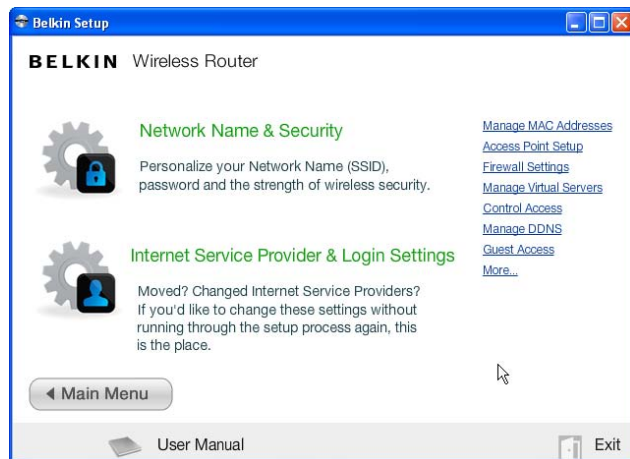 Belkin Setup
BELKIN Wireless Router
Network Name & Security
Personalize your Network Name (SSID),
password and the strength of wireless security.
Internet Service Provider & Login Settings
Moved? Changed Internet Service Providers?
If you'd like to change these settings without
running through the setup process again, this
is the place.
Manage MAC Addresses
Access Point Setup
Firewall Settings
Manage Virtual Servers
Control Access
Manage DDNS
Guest Access
More...
Main Menu
User Manual
Exit